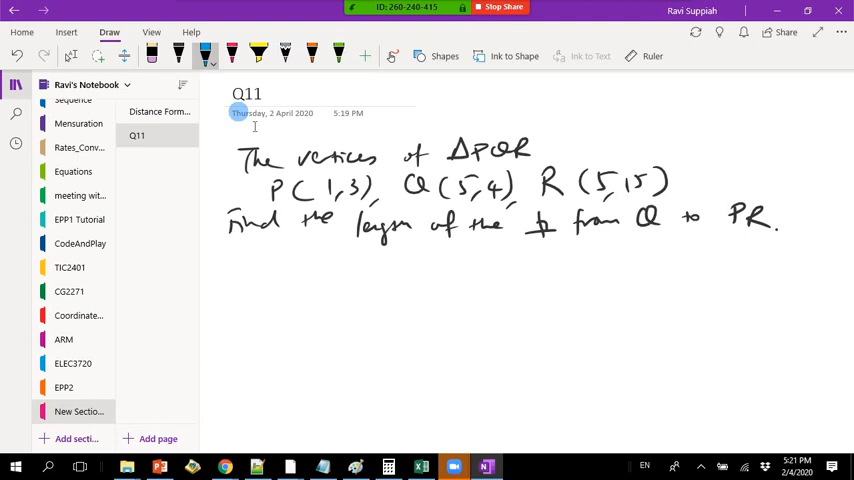 ID: 260-240-415
Stop Share
Ravi Suppiah
Home
Insert
Draw
View
Help
Share
Shapes
Ink to Shape
Ink to Text
Ruler
Ravi's Notebook
Sequence
Mensuration
Rates_Conv...
Equations
meeting wit...
EPP1 Tutorial
CodeAndPlay
TIC2401
CG2271
Coordinate...
ARM
ELEC3720
EPP2
New Sectio...
Add secti...
Distance Form...
Q11
Add page
Q11
Thursday, 2 April 2020
5:19 PM
The vertices of ΔPQR
P(1,3), Q(5,4), R(5,15)
Find the length of the ⊥ from Q to PR.
EN
5:21 PM
2/4/2020